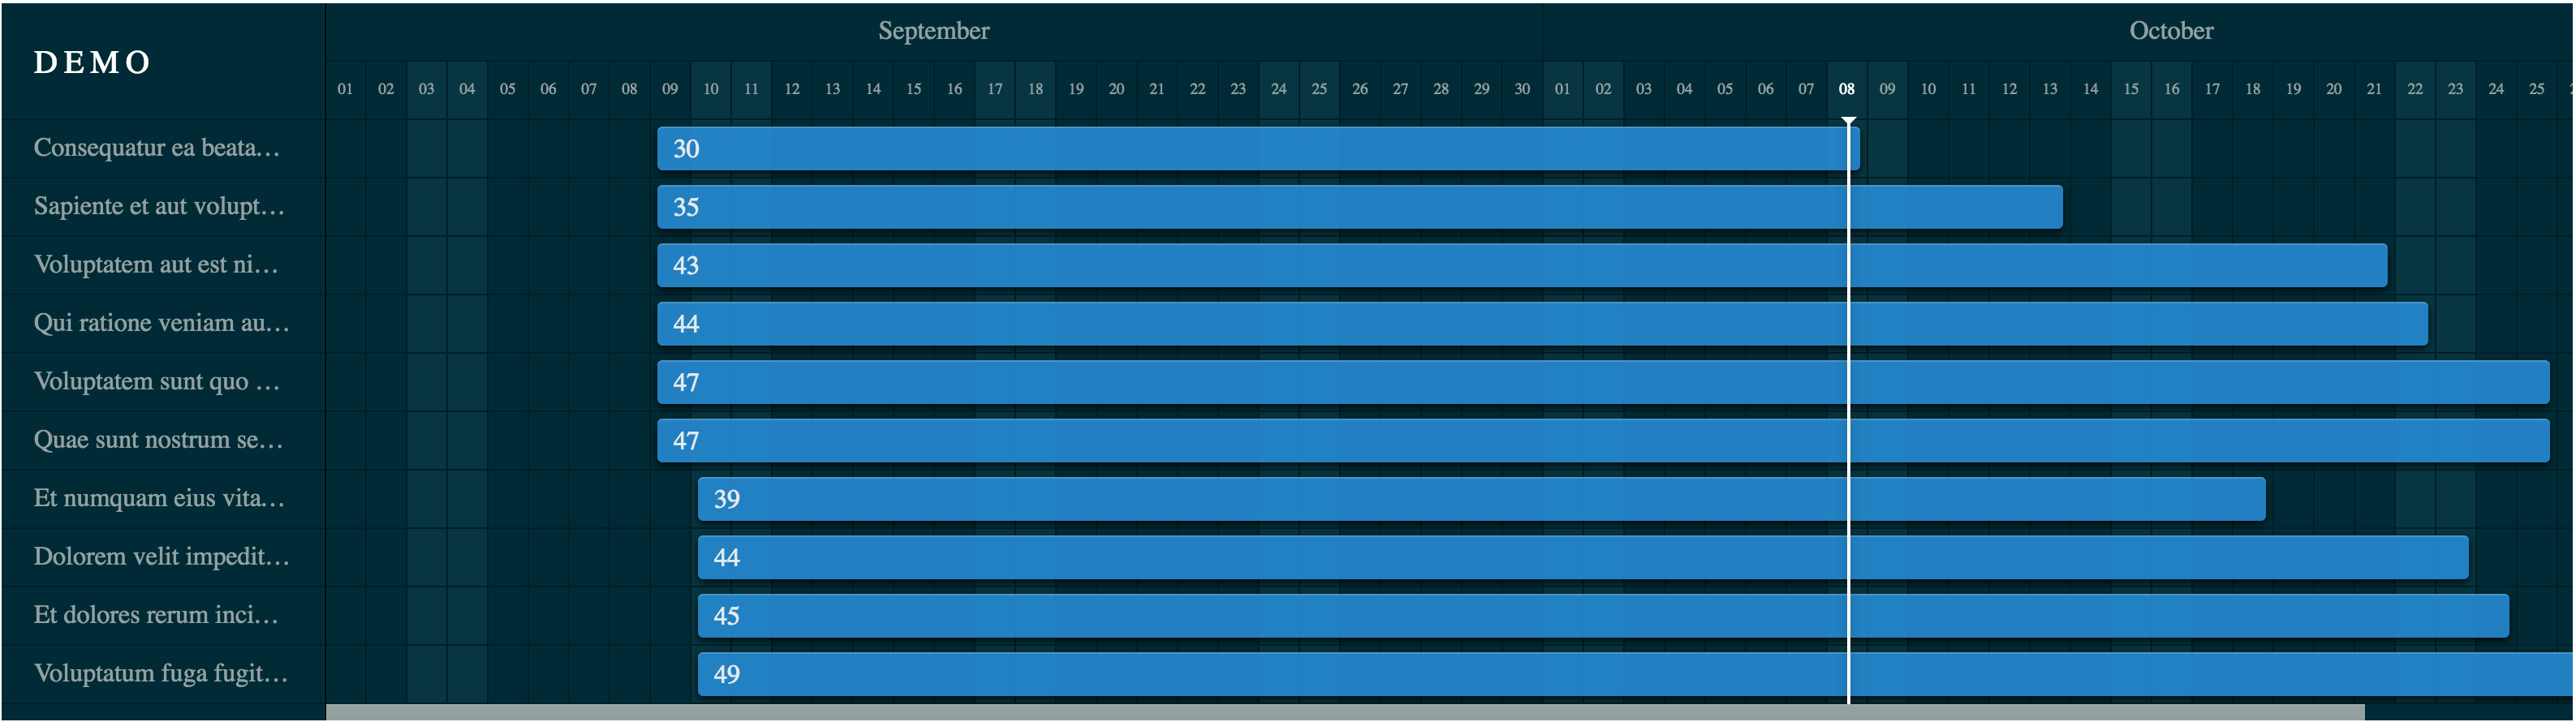 September October
DEMO
01 02 03 04 05 06 07 08 09 10 11 12 13 14 15 16 17 18 19 20 21 22 23 24 25 26 27 28 29 30 01 02 03 04 05 06 07 08 09 10 11 12 13 14 15 16 17 18 19 20 21 22 23 24 25
Consequatur ea beata… 30
Sapiente et aut volupt… 35
Voluptatem aut est ni… 43
Qui ratione veniam au… 44
Voluptatem sunt quo … 47
Quae sunt nostrum se… 47
Et numquam eius vita… 39
Dolorem velit impedit… 44
Et dolores rerum inci… 45
Voluptatum fuga fugit… 49